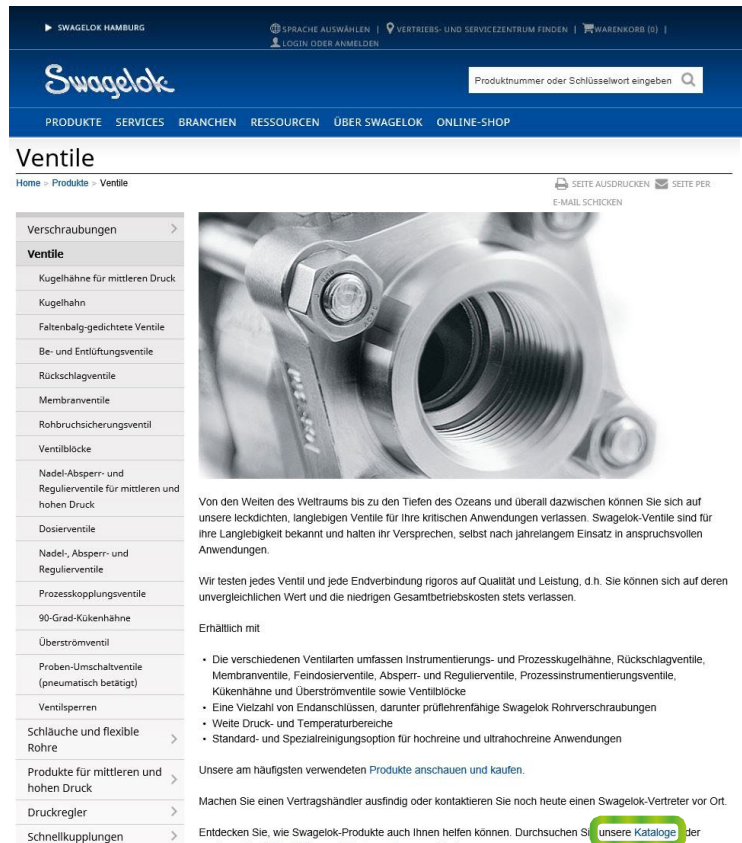 SWAGELOK HAMBURG
SPRACHE AUSWÄHLEN | VERTRIEBS- UND SERVICEZENTRUM FINDEN | WARENKORB (0) |
LOGIN ODER ANMELDEN
Swagelok
Produktnummer oder Schlüsselwort eingeben
PRODUKTE SERVICES BRANCHEN RESSOURCEN ÜBER SWAGELOK ONLINE-SHOP
Ventile
Home > Produkte > Ventile
SEITE AUSDRUCKEN SEITE PER
E-MAIL SCHICKEN
Verschraubungen
Ventile
Kugelhähne für mittleren Druck
Kugelhahn
Faltenbalg-gedichtete Ventile
Be- und Entlüftungsventile
Rückschlagventile
Membranventile
Rohbruchsicherungsventil
Ventilblöcke
Nadel-Absperr- und
Regulierventile für mittleren und
hohen Druck
Dosierventile
Nadel-, Absperr- und
Regulierventile
Prozesskopplungsventile
90-Grad-Kükenhähne
Überströmventil
Proben-Umschaltventile
(pneumatisch betätigt)
Ventilsperren
Schläuche und flexible
Rohre
Produkte für mittleren und
hohen Druck
Druckregler
Schnellkupplungen
Von den Weiten des Weltraums bis zu den Tiefen des Ozeans und überall dazwischen können Sie sich auf
unsere leckdichten, langlebigen Ventile für Ihre kritischen Anwendungen verlassen. Swagelok-Ventile sind für
ihre Langlebigkeit bekannt und halten ihr Versprechen, selbst nach jahrelangem Einsatz in anspruchsvollen
Anwendungen.
Wir testen jedes Ventil und jede Endverbindung rigoros auf Qualität und Leistung, d.h. Sie können sich auf deren
unvergleichlichen Wert und die niedrigen Gesamtbetriebskosten stets verlassen.
Erhältlich mit
• Die verschiedenen Ventilarten umfassen Instrumentierungs- und Prozesskugelhähne, Rückschlagventile,
Membranventile, Feindosierventile, Absperr- und Regulierventile, Prozessinstrumentierungsventile,
Kükenhähne und Überströmventile sowie Ventilblöcke
• Eine Vielzahl von Endanschlüssen, darunter prüflehrenfähige Swagelok Rohrverschraubungen
• Weite Druck- und Temperaturbereiche
• Standard- und Spezialreinigungsoption für hochreine und ultrahochreine Anwendungen
Unsere am häufigsten verwendeten Produkte anschauen und kaufen.
Machen Sie einen Vertragshändler ausfindig oder kontaktieren Sie noch heute einen Swagelok-Vertreter vor Ort.
Entdecken Sie, wie Swagelok-Produkte auch Ihnen helfen können. Durchsuchen unsere Kataloge